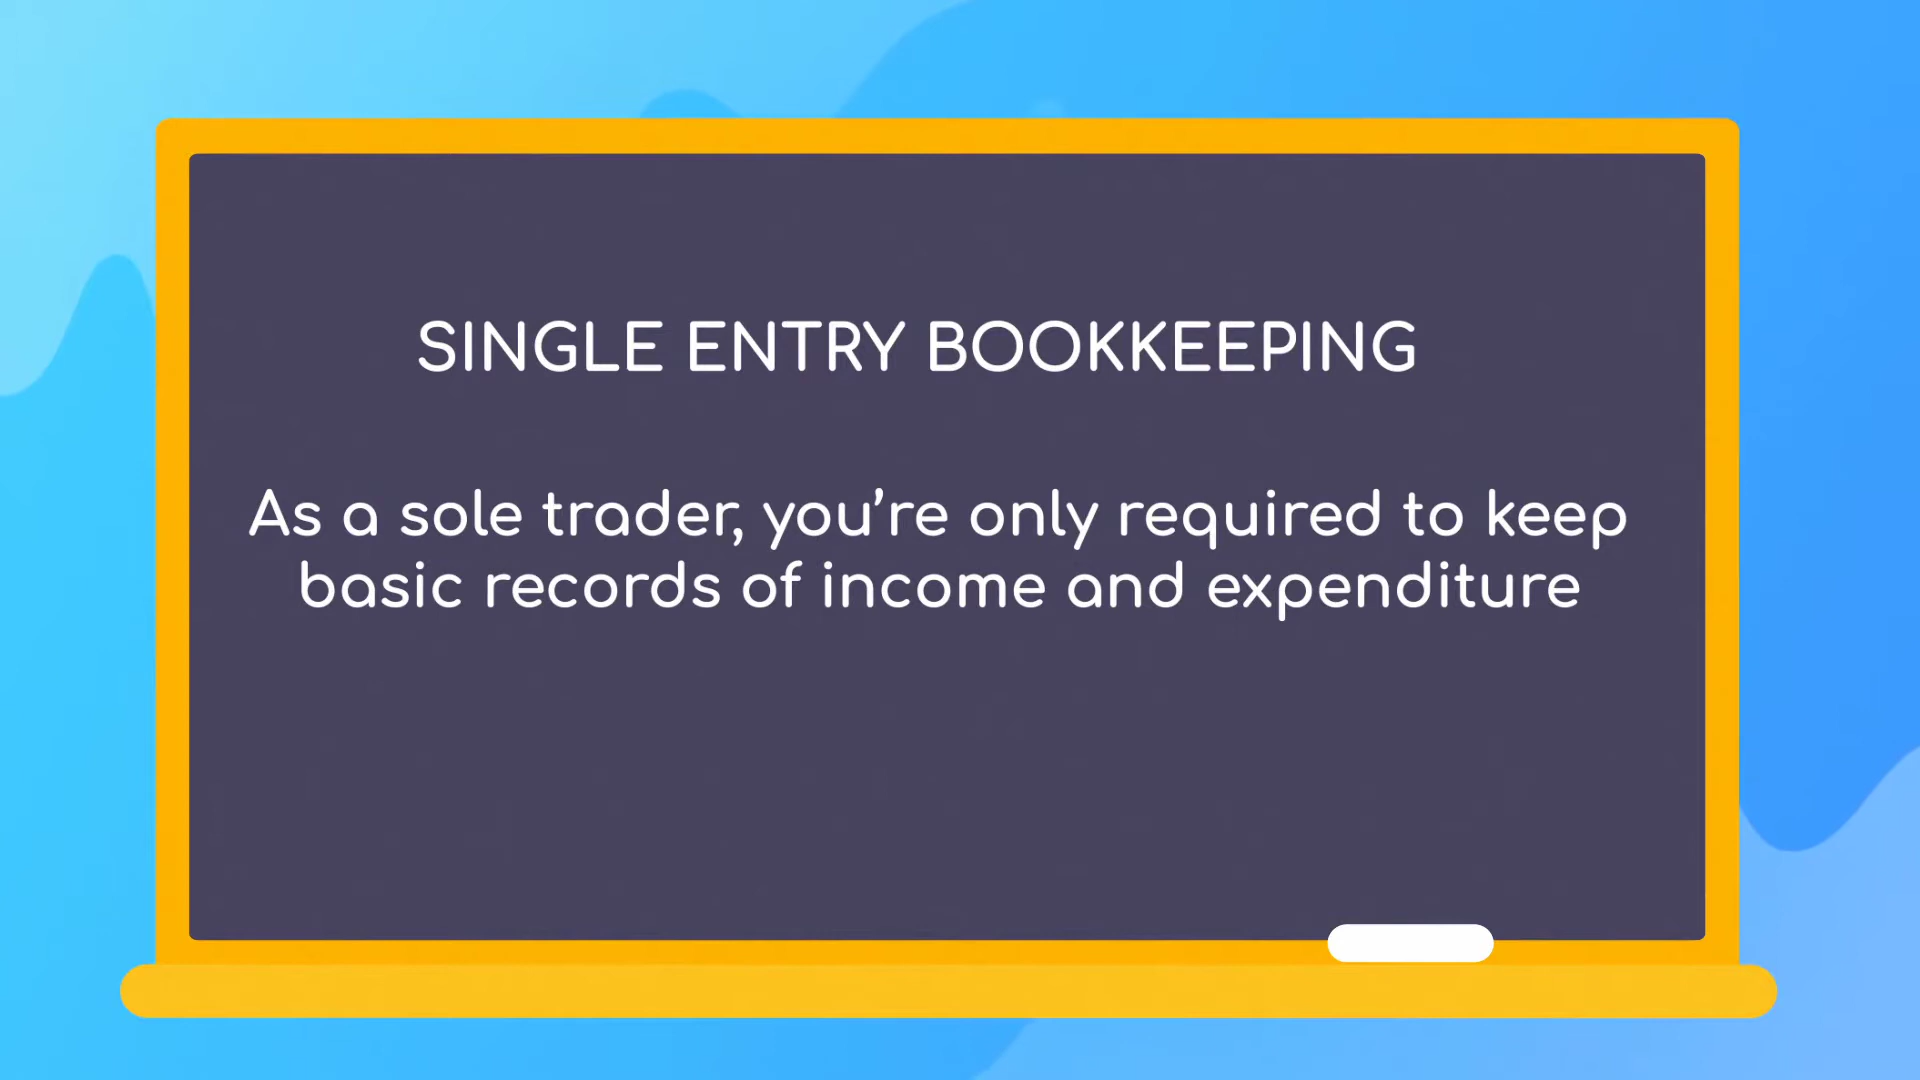 SINGLE ENTRY BOOKKEEPING
As a sole trader, you’re only required to keep
basic records of income and expenditure